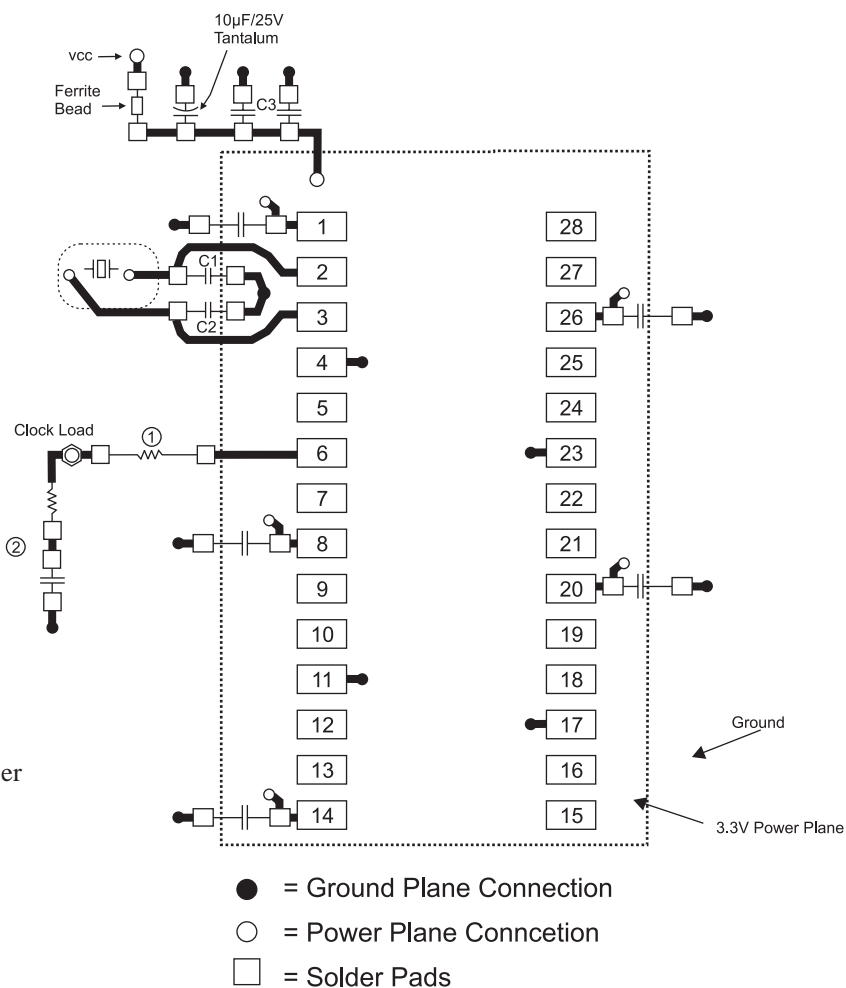 10µF/25V
Tantalum
vcc
Ferrite
Bead
C3
1
28
C1
2
27
C2
3
26
4
25
5
24
Clock Load
1
6
23
7
22
2
8
21
9
20
10
19
11
18
12
17
Ground
er
13
16
14
15
3.3V Power Plane
= Ground Plane Connection
= Power Plane Conncetion
= Solder Pads